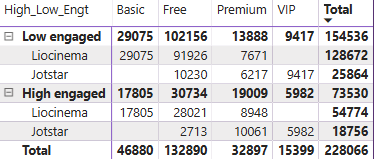 High_Low_Engt Basic Free Premium VIP Total
Low engaged 29075 102156 13888 9417 154536
Liocinema 29075 91926 7671 128672
Jotstar 10230 6217 9417 25864
High engaged 17805 30734 19009 5982 73530
Liocinema 17805 28021 8948 54774
Jotstar 2713 10061 5982 18756
Total 46880 132890 32897 15399 228066